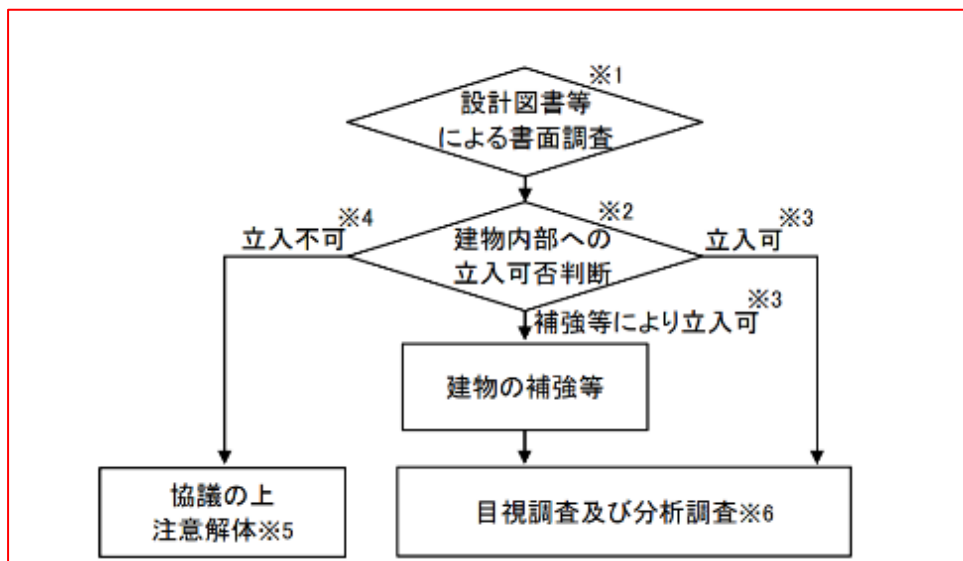 ※1
設計図書等
による書面調査
※2
建物内部への
立入可否判断
立入不可※4
立入可※3
補強等により立入可※3
建物の補強等
協議の上
注意解体※5
目視調査及び分析調査※6